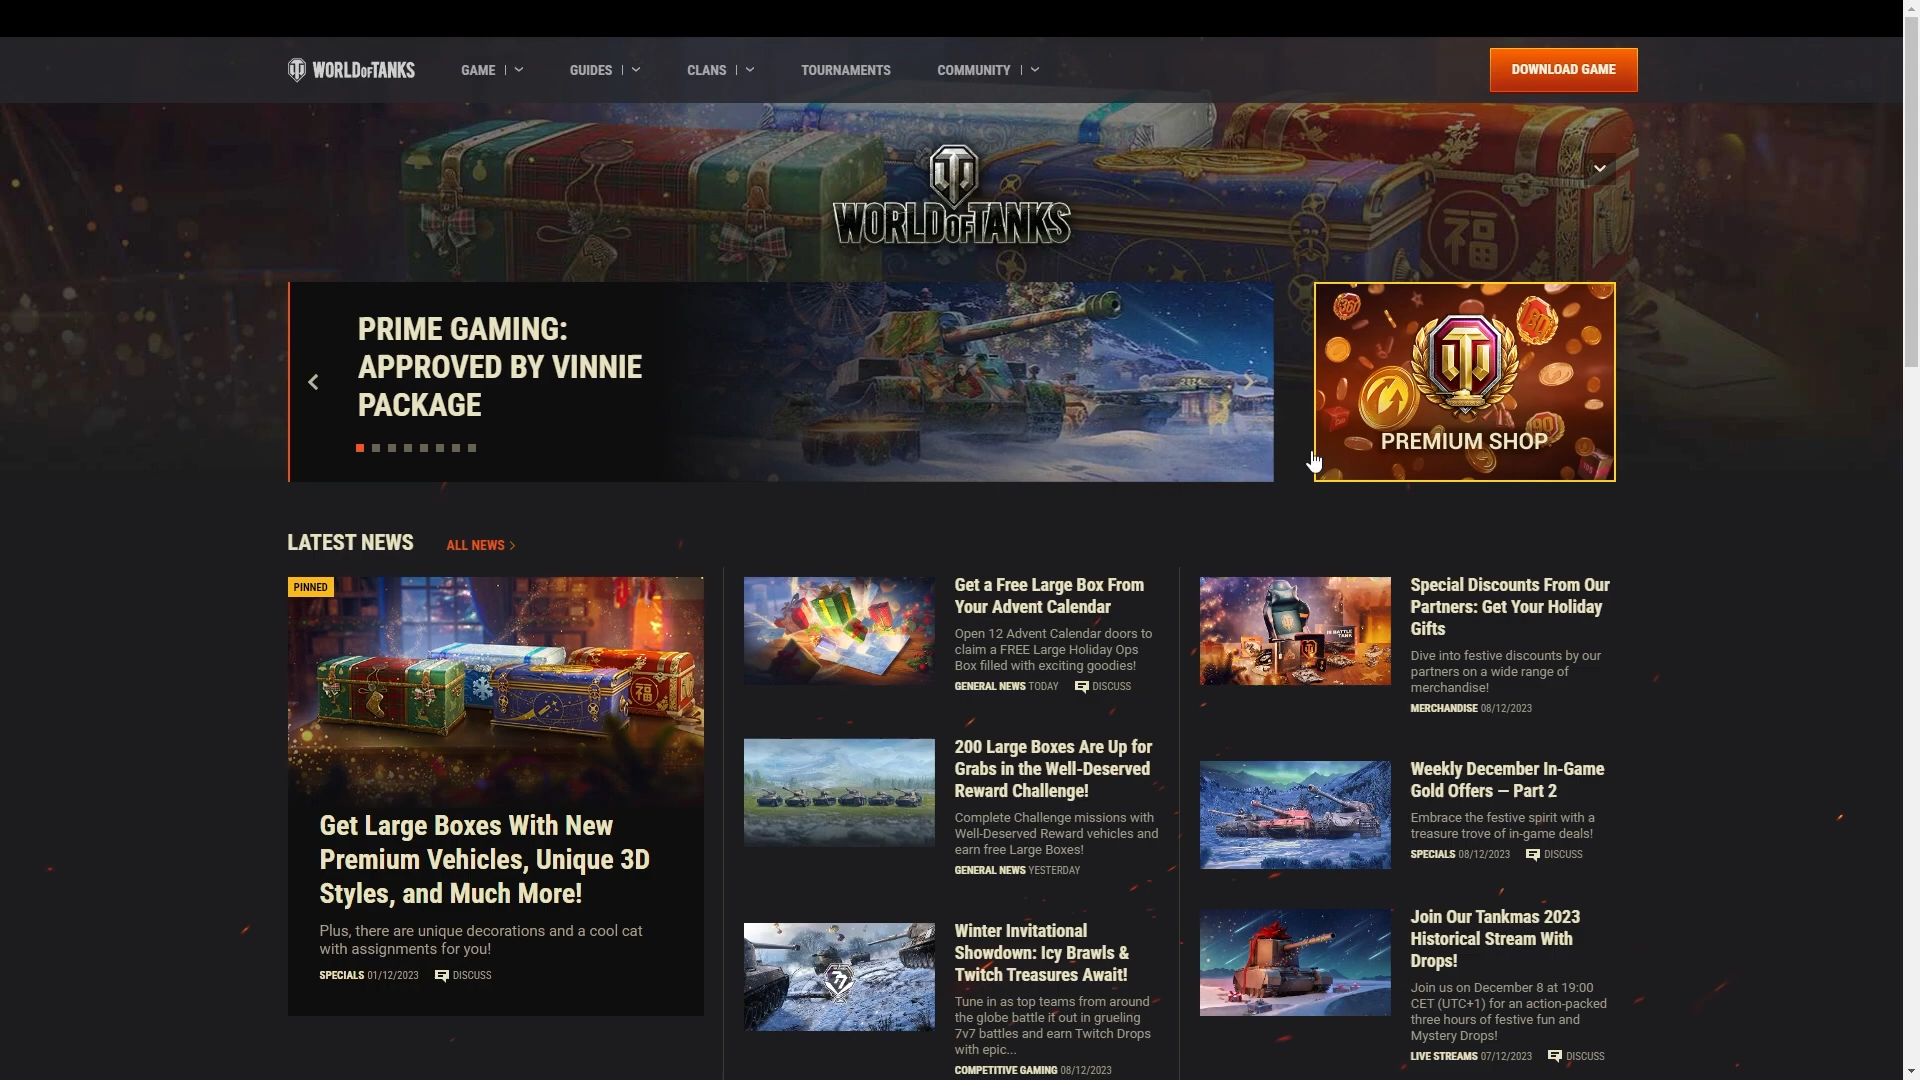 WORLD OF TANKS
GAME
GUIDES
CLANS
TOURNAMENTS
COMMUNITY
DOWNLOAD GAME
WORLD OF TANKS
福
PRIME GAMING:
APPROVED BY VINNIE
PACKAGE
2024
360
30
90
PREMIUM SHOP
LATEST NEWS
ALL NEWS
PINNED
福
Get Large Boxes With New
Premium Vehicles, Unique 3D
Styles, and Much More!
Plus, there are unique decorations and a cool cat
with assignments for you!
SPECIALS 01/12/2023 DISCUSS
Get a Free Large Box From
Your Advent Calendar
Open 12 Advent Calendar doors to
claim a FREE Large Holiday Ops
Box filled with exciting goodies!
GENERAL NEWS TODAY DISCUSS
200 Large Boxes Are Up for
Grabs in the Well-Deserved
Reward Challenge!
Complete Challenge missions with
Well-Deserved Reward vehicles and
earn free Large Boxes!
GENERAL NEWS YESTERDAY
Winter Invitational
Showdown: Icy Brawls &
Twitch Treasures Await!
Tune in as top teams from around
the globe battle it out in grueling
7v7 battles and earn Twitch Drops
with epic...
COMPETITIVE GAMING 08/12/2023
Special Discounts From Our
Partners: Get Your Holiday
Gifts
Dive into festive discounts by our
partners on a wide range of
merchandise!
MERCHANDISE 08/12/2023
Weekly December In-Game
Gold Offers — Part 2
Embrace the festive spirit with a
treasure trove of in-game deals!
SPECIALS 08/12/2023 DISCUSS
Join Our Tankmas 2023
Historical Stream With
Drops!
Join us on December 8 at 19:00
CET (UTC+1) for an action-packed
three hours of festive fun and
Mystery Drops!
LIVE STREAMS 07/12/2023 DISCUSS